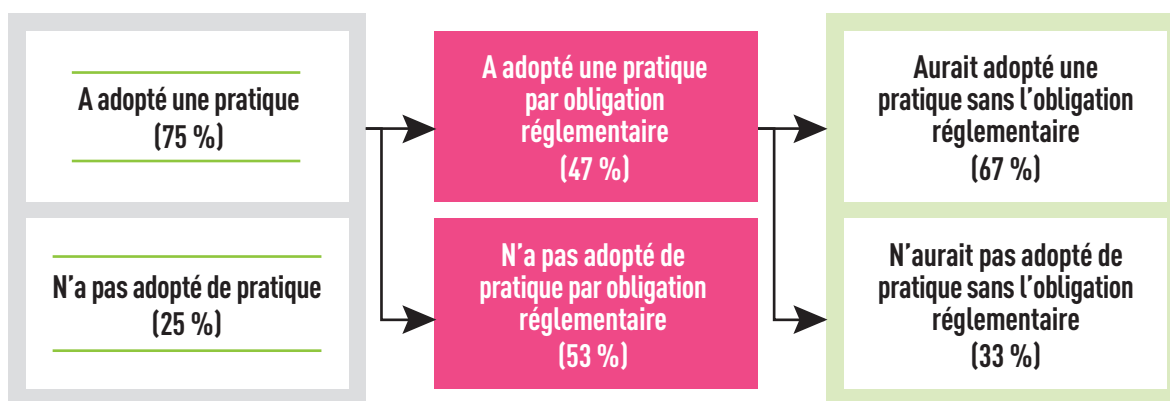 A adopté une pratique
(75 %)
N’a pas adopté de pratique
(25 %)
A adopté une pratique
par obligation
réglementaire
(47 %)
N’a pas adopté de
pratique par obligation
réglementaire
(53 %)
Aurait adopté une
pratique sans l’obligation
réglementaire
(67 %)
N’aurait pas adopté de
pratique sans l’obligation
réglementaire
(33 %)